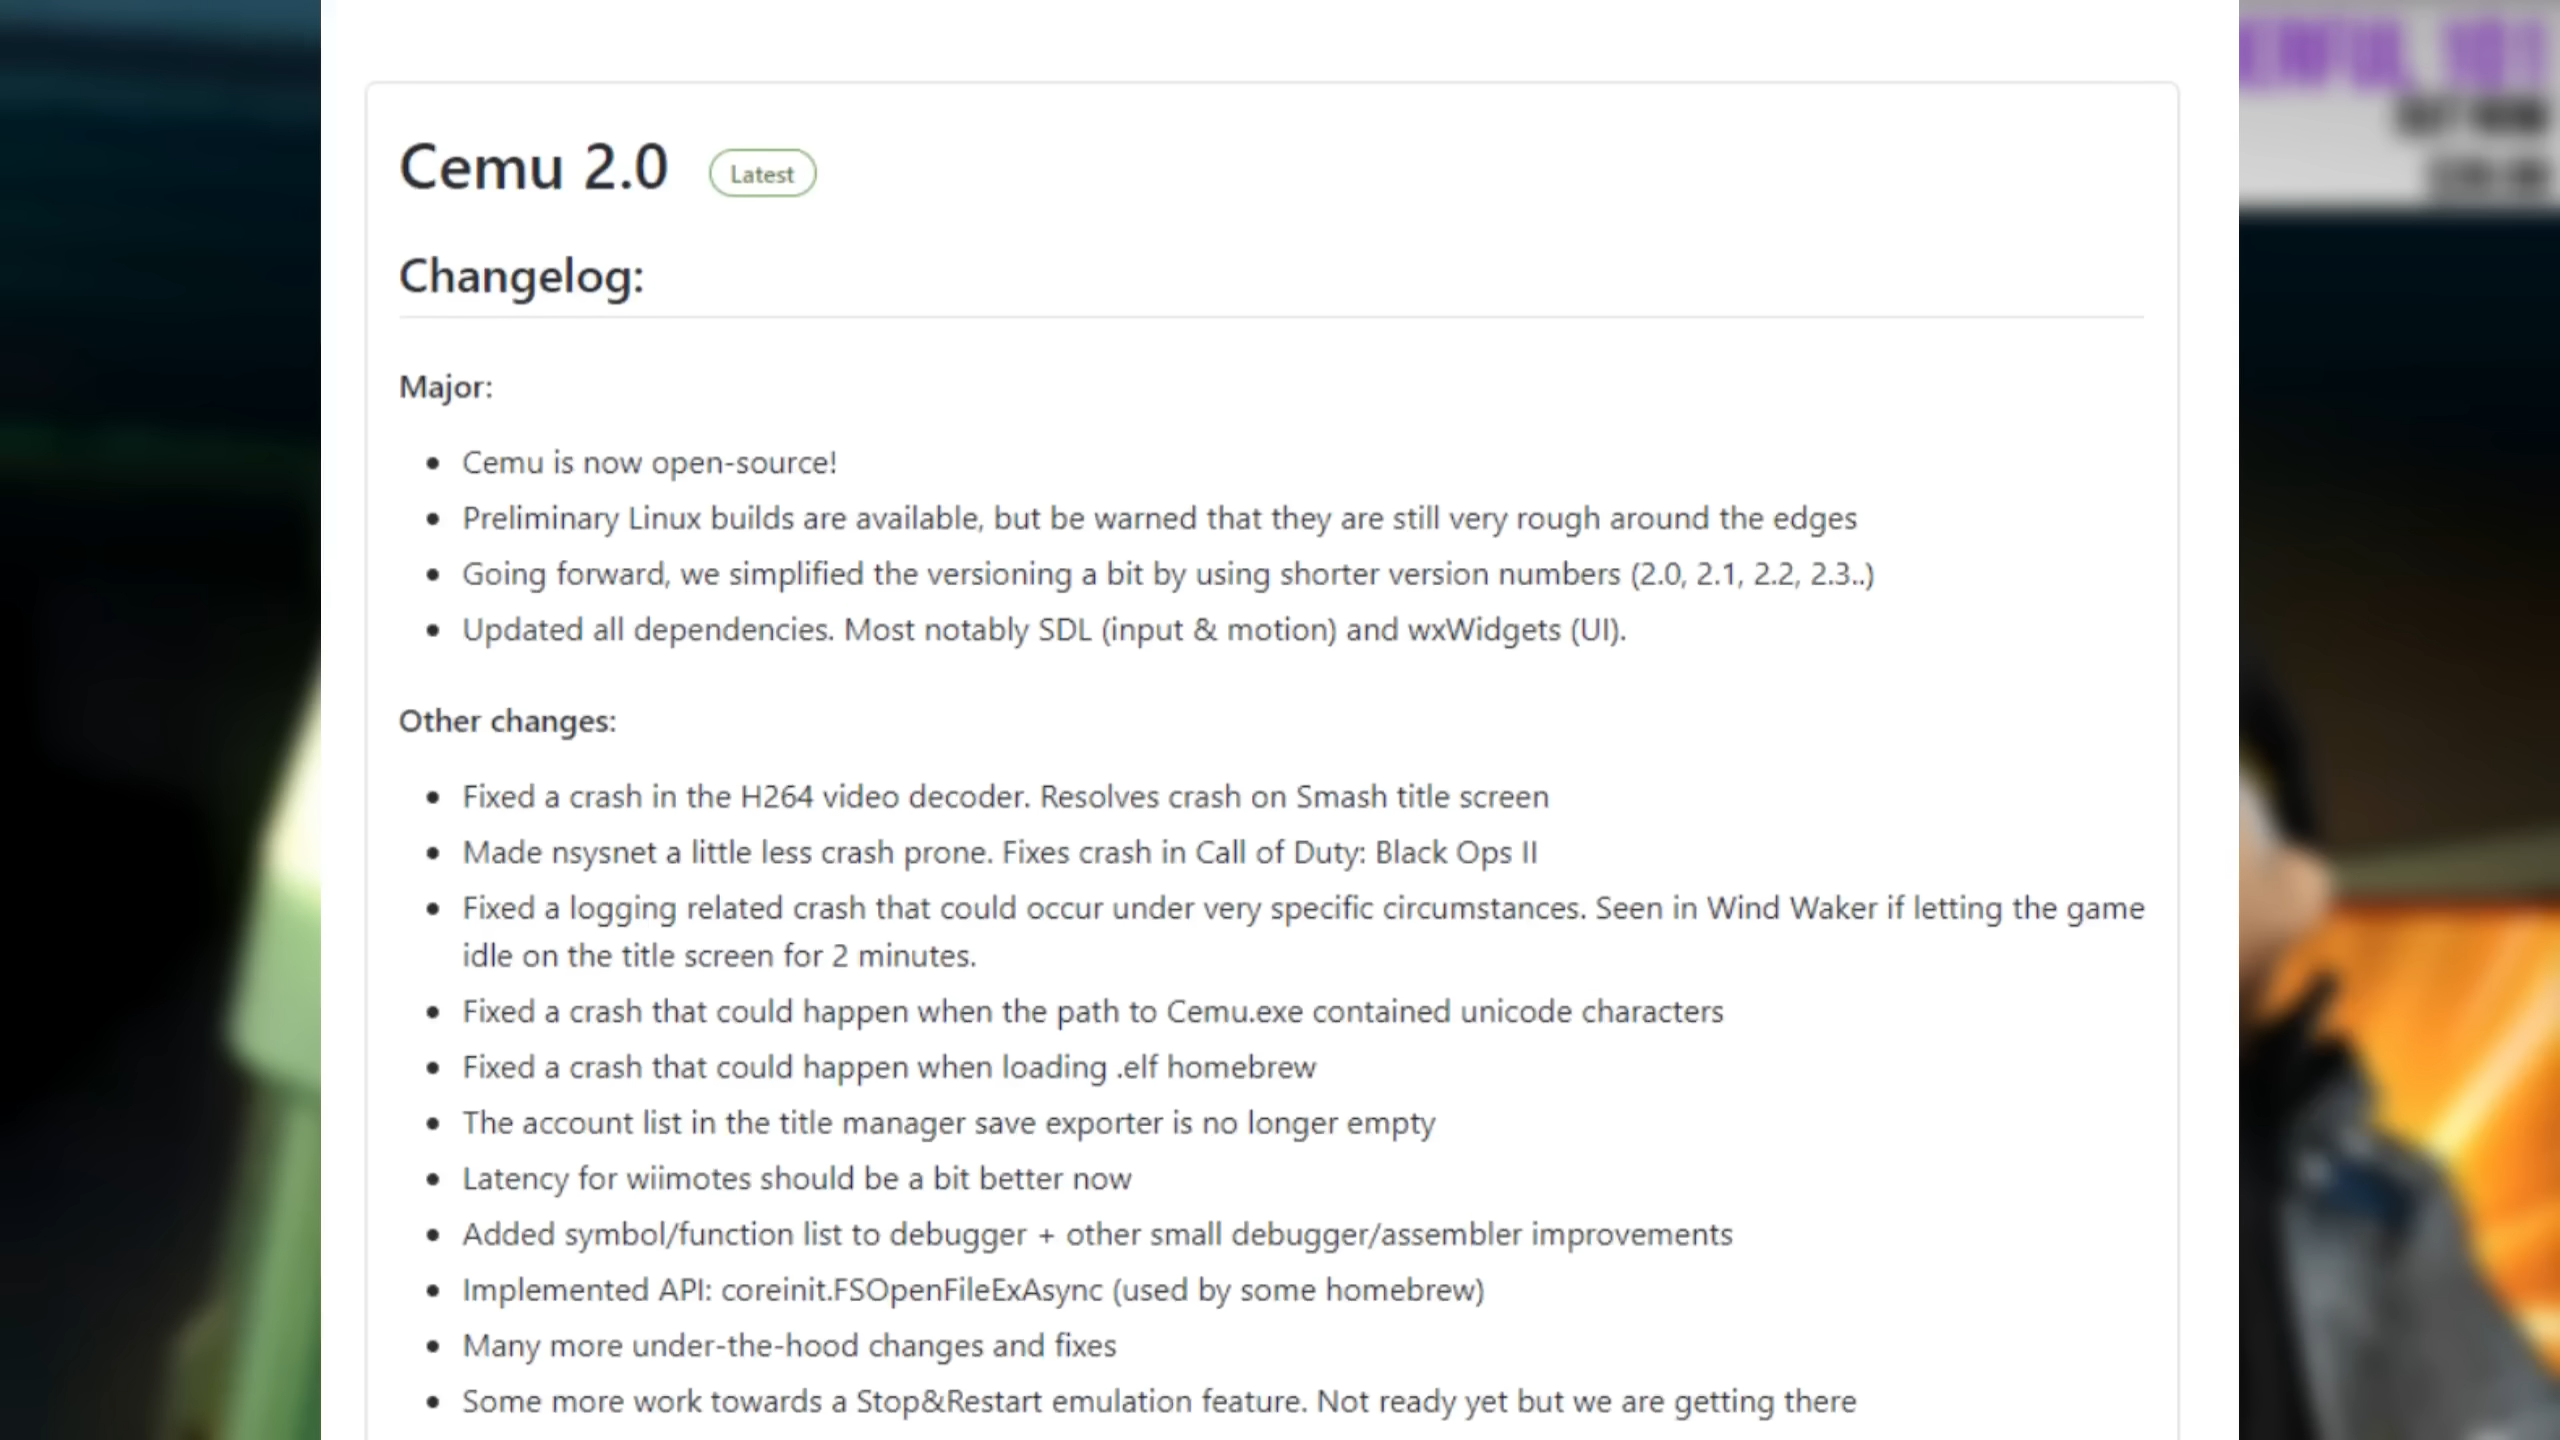 Cemu 2.0 Latest
Changelog:
Major:
• Cemu is now open-source!
• Preliminary Linux builds are available, but be warned that they are still very rough around the edges
• Going forward, we simplified the versioning a bit by using shorter version numbers (2.0, 2.1, 2.2, 2.3..)
• Updated all dependencies. Most notably SDL (input & motion) and wxWidgets (UI).
Other changes:
• Fixed a crash in the H264 video decoder. Resolves crash on Smash title screen
• Made nsysnet a little less crash prone. Fixes crash in Call of Duty: Black Ops II
• Fixed a logging related crash that could occur under very specific circumstances. Seen in Wind Waker if letting the game
idle on the title screen for 2 minutes.
• Fixed a crash that could happen when the path to Cemu.exe contained unicode characters
• Fixed a crash that could happen when loading .elf homebrew
• The account list in the title manager save exporter is no longer empty
• Latency for wiimotes should be a bit better now
• Added symbol/function list to debugger + other small debugger/assembler improvements
• Implemented API: coreinit.FSOpenFileExAsync (used by some homebrew)
• Many more under-the-hood changes and fixes
• Some more work towards a Stop&Restart emulation feature. Not ready yet but we are getting there